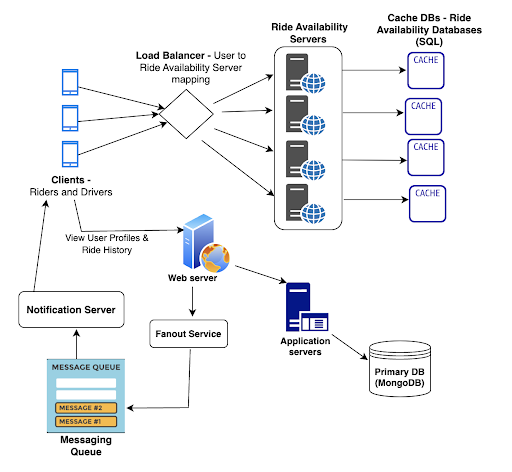 Ride Availability
Servers
Cache DBs - Ride
Availability Databases
(SQL)
Load Balancer - User to
Ride Availability Server
mapping
CACHE
CACHE
CACHE
CACHE
Clients -
Riders and Drivers
View User Profiles &
Ride History
Web server
Notification Server
Fanout Service
Application
servers
Primary DB
(MongoDB)
MESSAGE QUEUE
MESSAGE #2
MESSAGE #1
Messaging
Queue